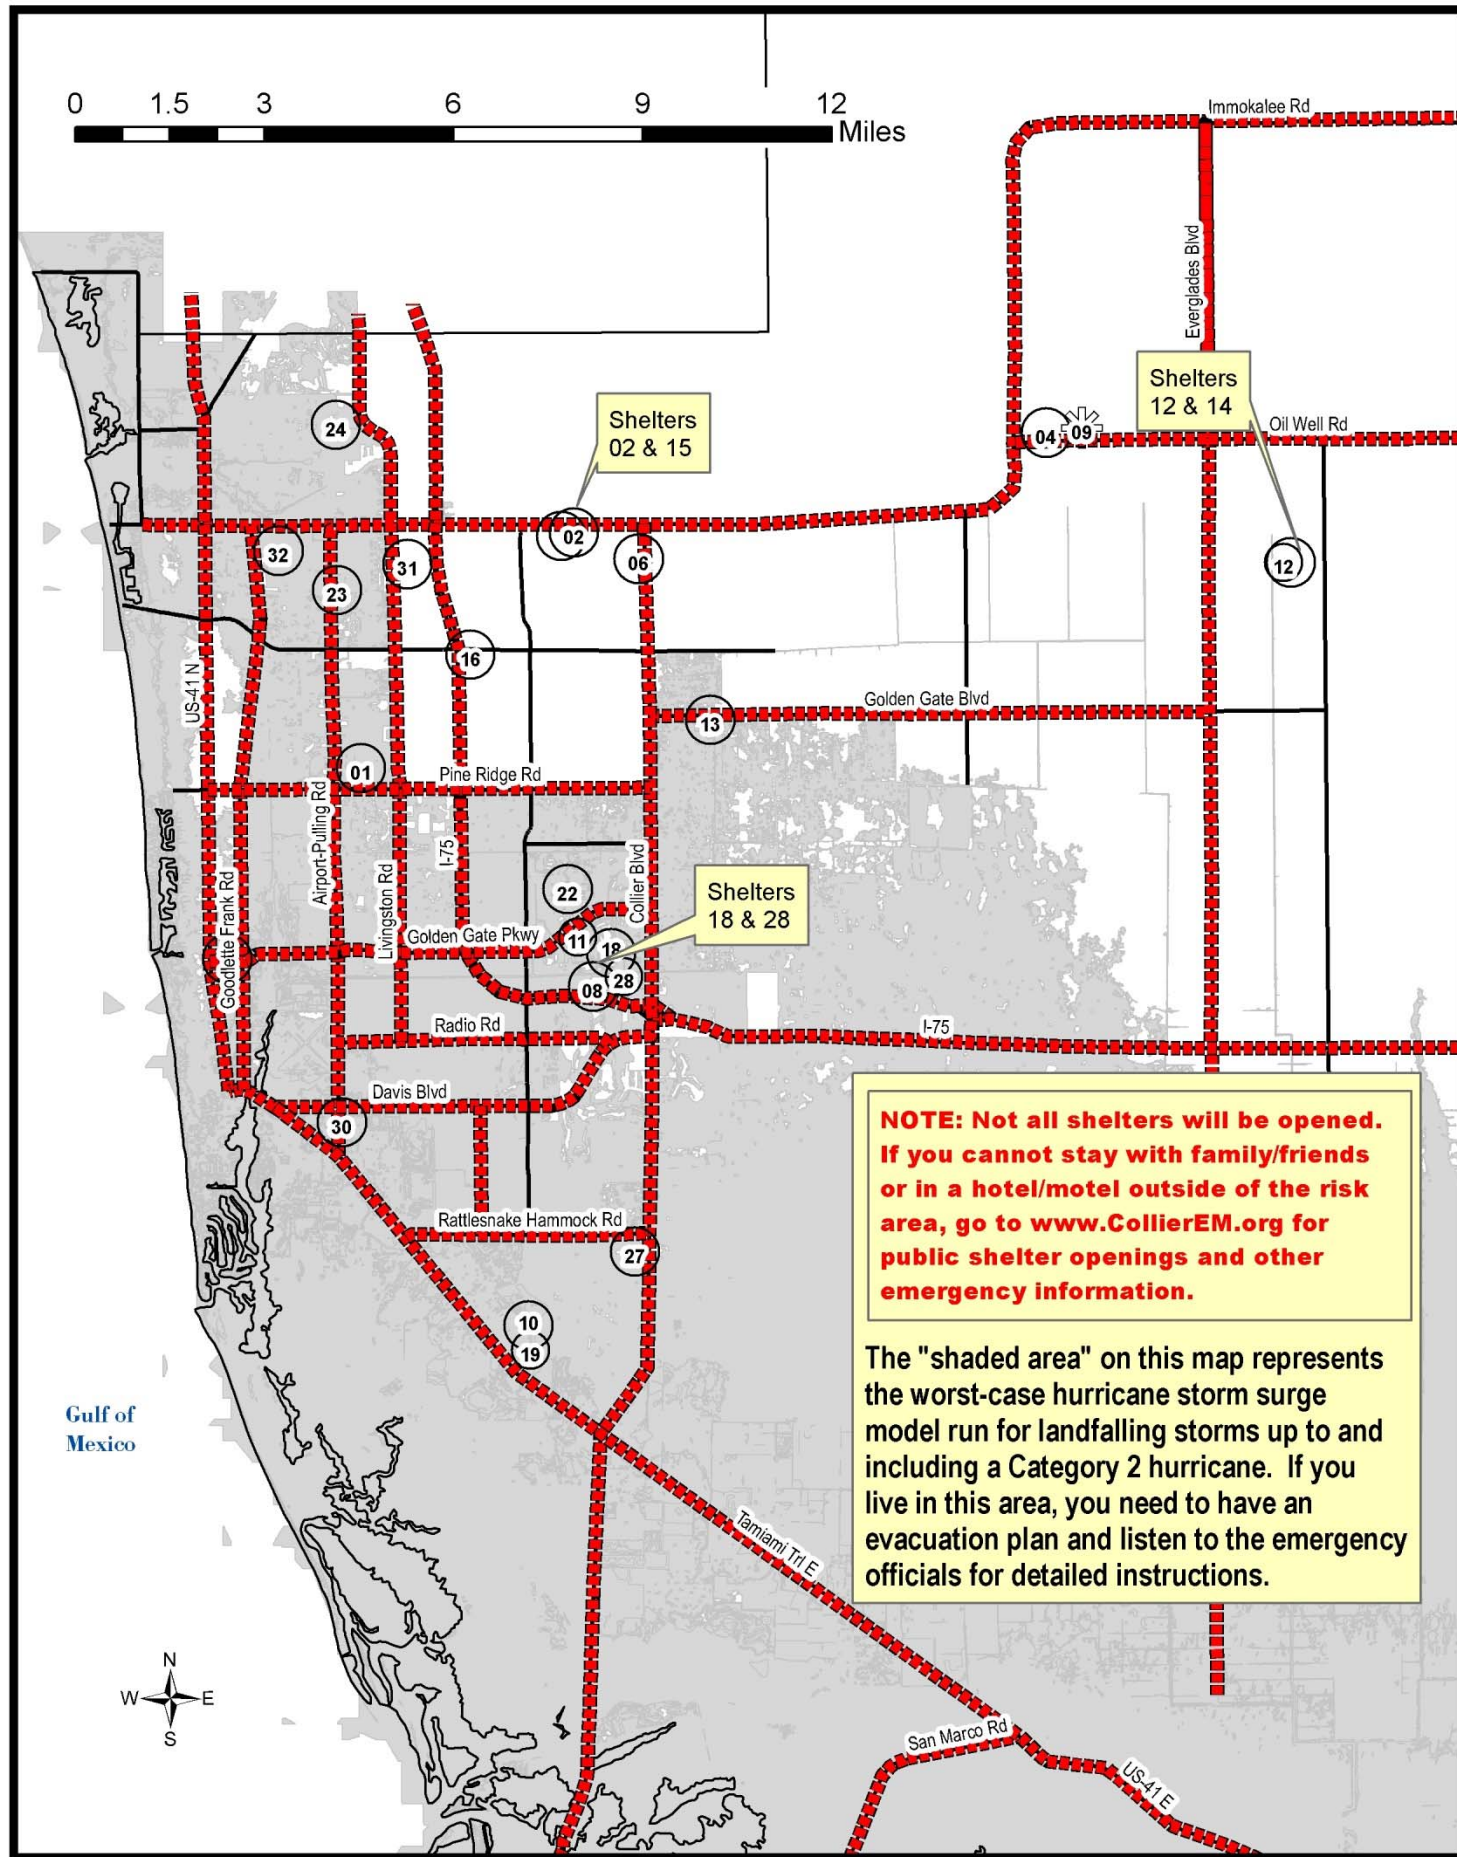 0 1.5 3 6 9 12
Miles
Immokalee Rd
Everglades Blvd
Shelters
12 & 14
Shelters
02 & 15
24
04
09
Oil Well Rd
02
32
31
06
12
23
16
US-41 N
13
Golden Gate Blvd
01
Pine Ridge Rd
Airport-Pulling Rd
I-75
Livingston Rd
Collier Blvd
Goodlette Frank Rd
22
Shelters
18 & 28
Golden Gate Pkwy
11
18
28
08
Radio Rd
I-75
Davis Blvd
30
Rattlesnake Hammock Rd
27
10
19
NOTE: Not all shelters will be opened.
If you cannot stay with family/friends
or in a hotel/motel outside of the risk
area, go to www.CollierEM.org for
public shelter openings and other
emergency information.
The "shaded area" on this map represents
the worst-case hurricane storm surge
model run for landfalling storms up to and
including a Category 2 hurricane. If you
live in this area, you need to have an
evacuation plan and listen to the emergency
officials for detailed instructions.
Gulf of
Mexico
Tamiami Trl E
N
W E
S
San Marco Rd
US-41 E